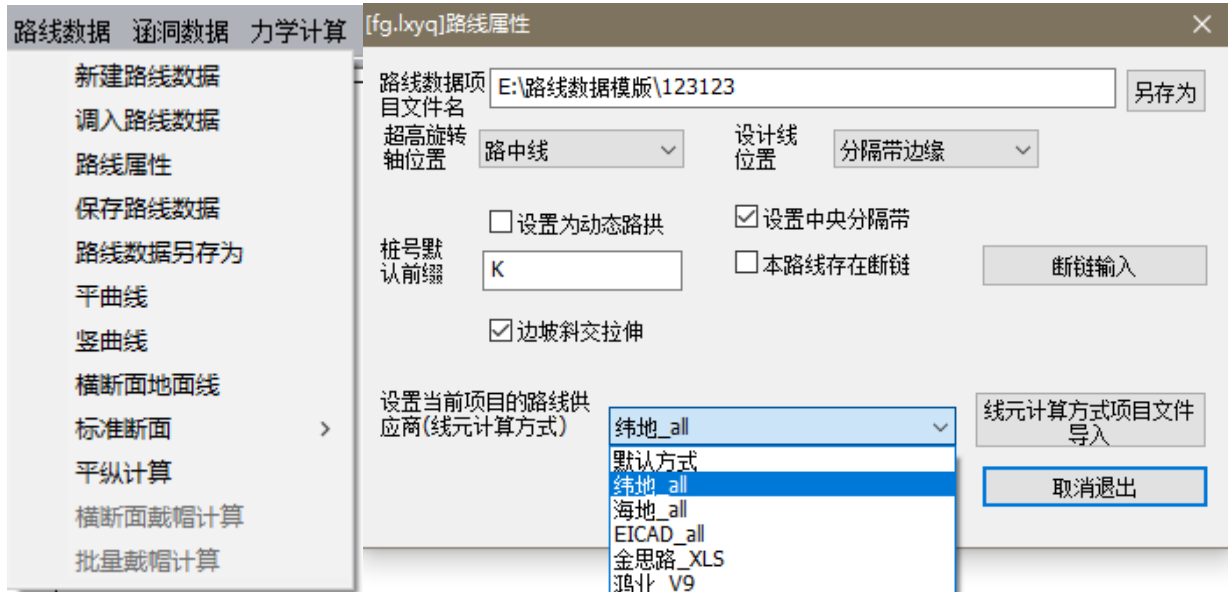 路线数据 涵洞数据 力学计算
新建路线数据
调入路线数据
路线属性
保存路线数据
路线数据另存为
平曲线
竖曲线
横断面地面线
标准断面
平纵计算
横断面戴帽计算
批量戴帽计算
[fg.lxyq]路线属性
路线数据项
目文件名
E:\路线数据模版\123123
另存为
超高旋转
轴位置
路中线
设计线
位置
分隔带边缘
设置为动态路拱
设置中央分隔带
桩号默
认前缀
K
本路线存在断链
断链输入
边坡斜交拉伸
设置当前项目的路线供
应商(线元计算方式)
纬地_all
线元计算方式项目文件
导入
默认方式
纬地_all
海地_all
EICAD_all
金思路_XLS
鸿业_V9
取消退出